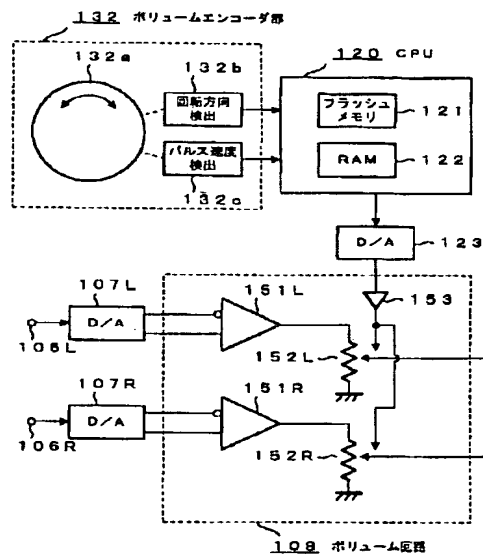 132 ボリュームエンコーダ部
132a
132b
回転方向
検出
パルス速度
検出
132c
120 CPU
フラッシュ
メモリ
121
RAM
122
D/A
123
153
107L
D/A
106L
151L
152L
107R
D/A
106R
151R
152R
108 ボリューム回路